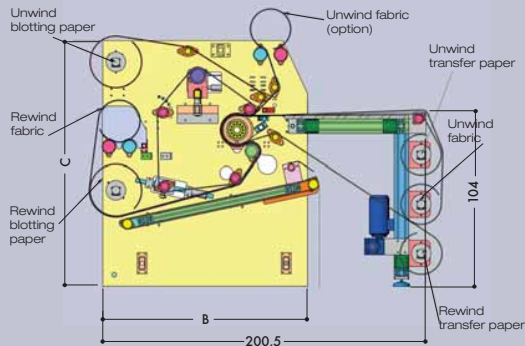 Unwind
blotting paper
Unwind fabric
(option)
Unwind
transfer paper
Rewind
fabric
Unwind
fabric
C
104
Rewind
blotting
paper
Rewind
transfer paper
B
200,5